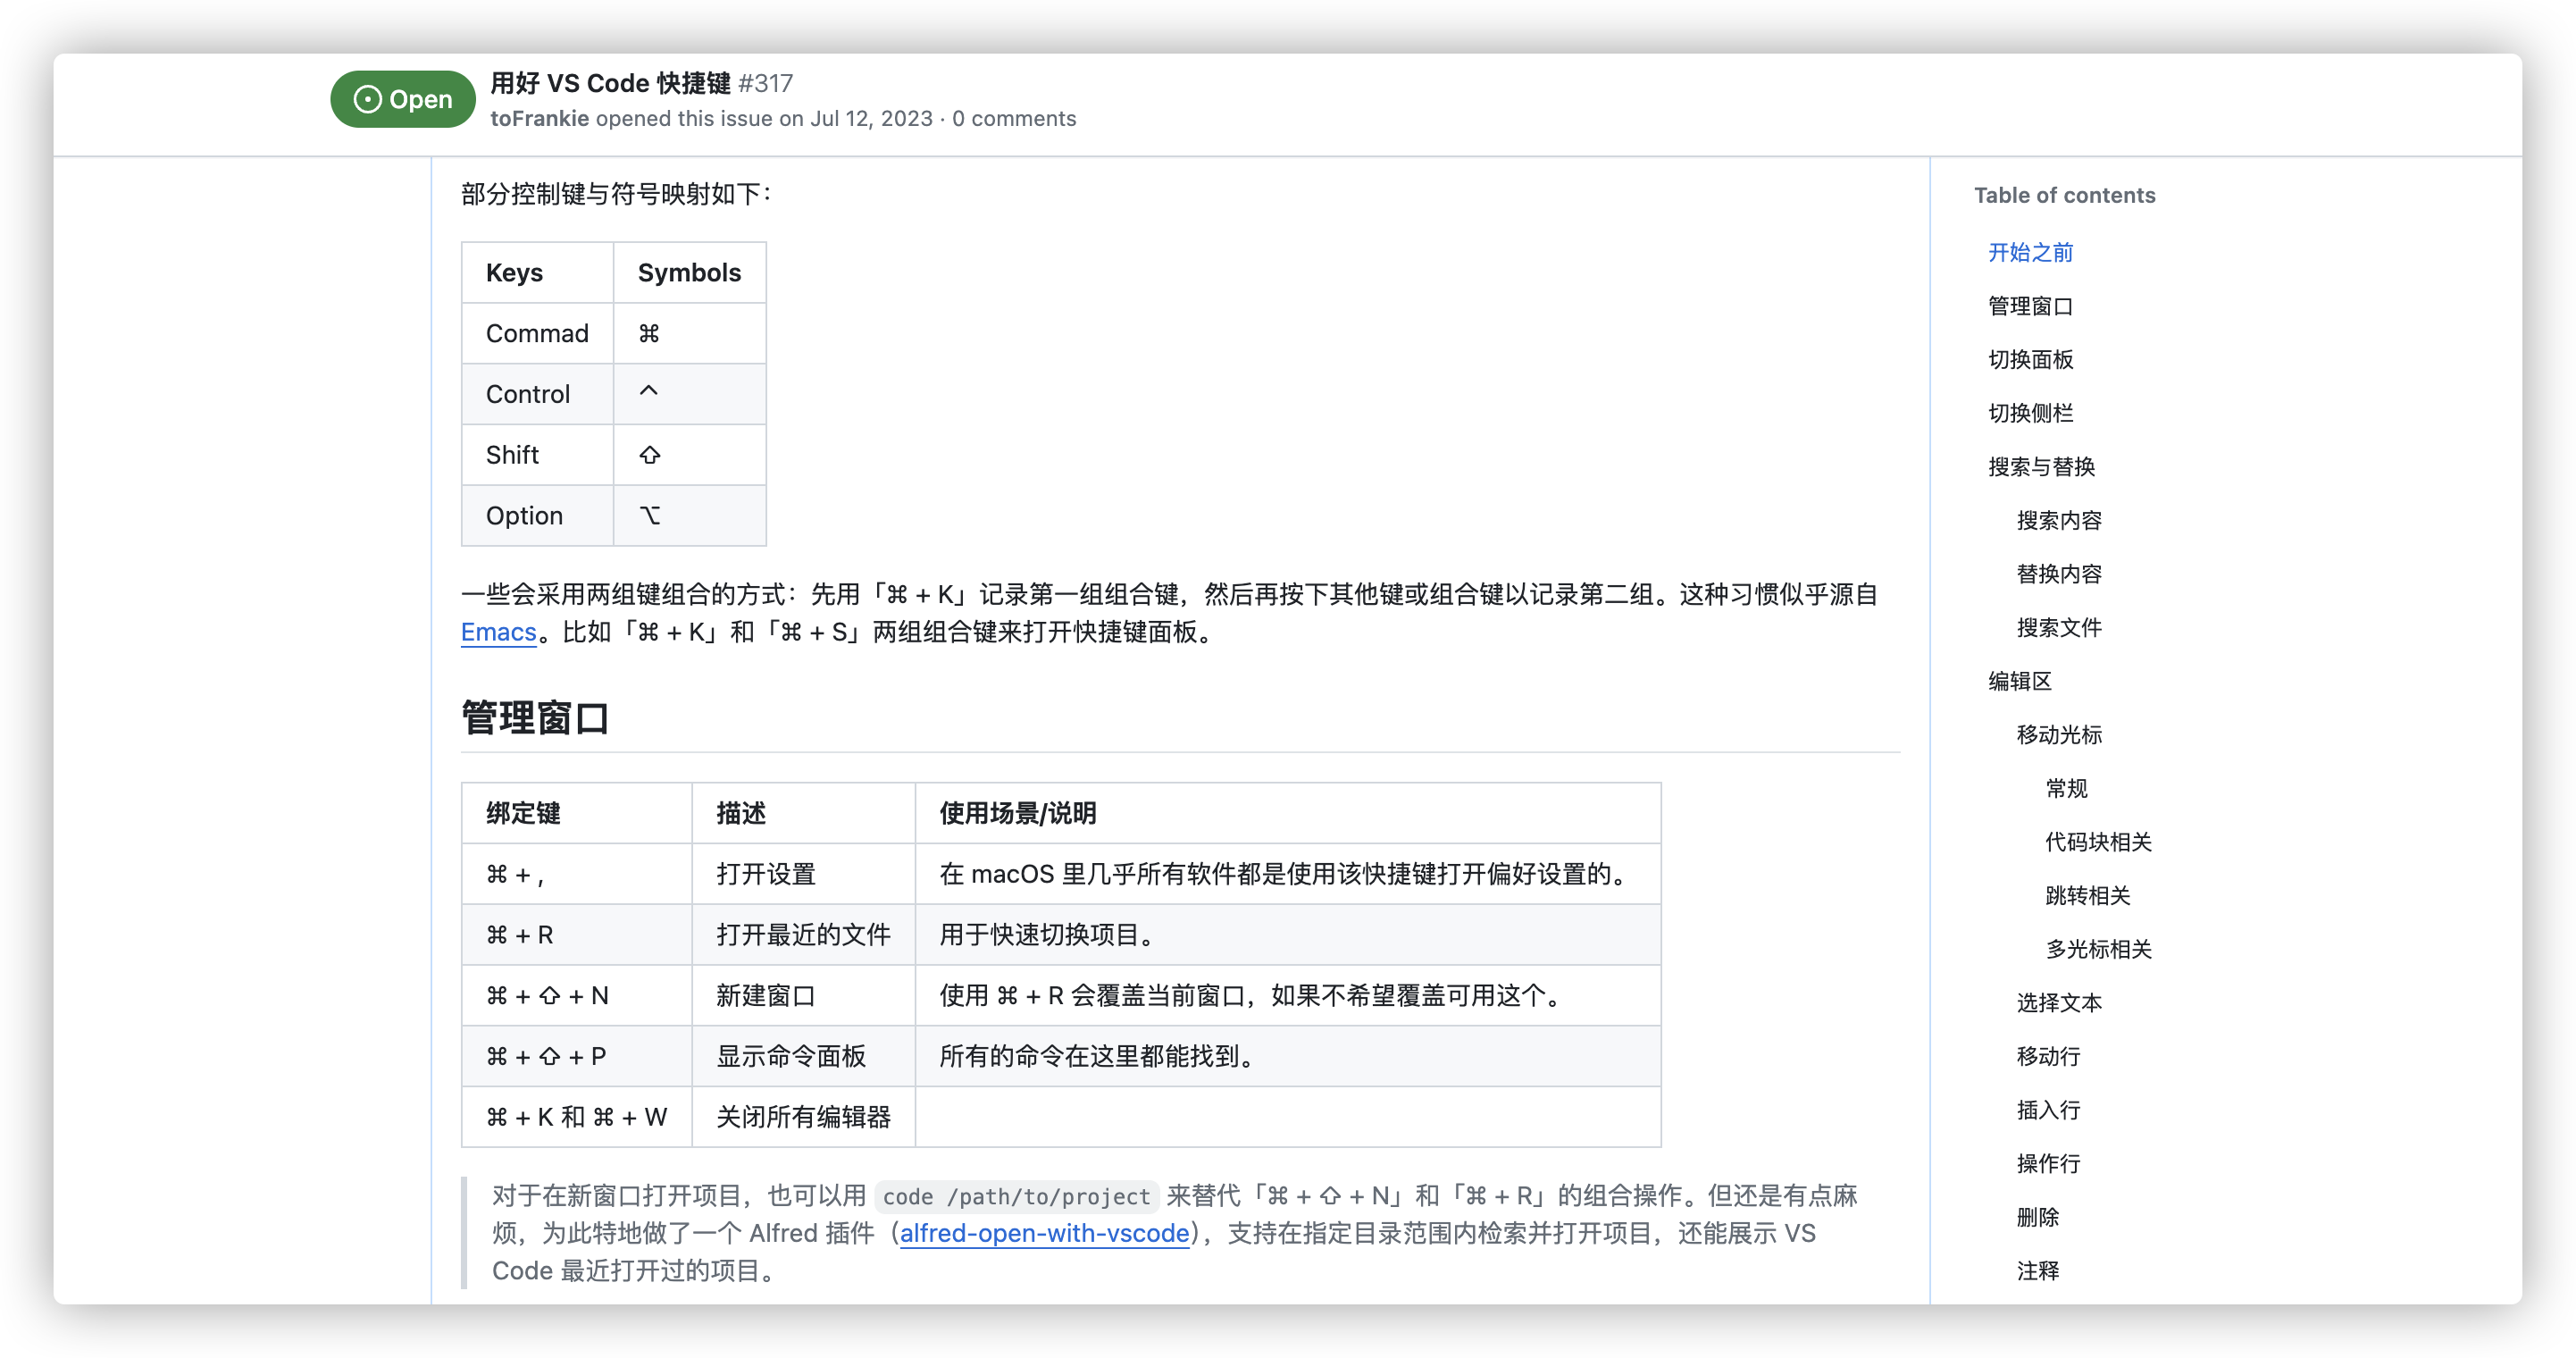 Open
用好 VS Code 快捷键 #317
toFrankie opened this issue on Jul 12, 2023 · 0 comments
部分控制键与符号映射如下：
Keys Symbols
Commad ⌘
Control ^
Shift ⇧
Option ⌥
一些会采用两组键组合的方式：先用「⌘ + K」记录第一组组合键，然后再按下其他键或组合键以记录第二组。这种习惯似乎源自
Emacs。比如「⌘ + K」和「⌘ + S」两组组合键来打开快捷键面板。
管理窗口
绑定键 描述 使用场景/说明
⌘ + , 打开设置 在 macOS 里几乎所有软件都是使用该快捷键打开偏好设置的。
⌘ + R 打开最近的文件 用于快速切换项目。
⌘ + ⇧ + N 新建窗口 使用 ⌘ + R 会覆盖当前窗口，如果不希望覆盖可用这个。
⌘ + ⇧ + P 显示命令面板 所有的命令在这里都能找到。
⌘ + K 和 ⌘ + W 关闭所有编辑器
对于在新窗口打开项目，也可以用 code /path/to/project 来替代「⌘ + ⇧ + N」和「⌘ + R」的组合操作。但还是有点麻
烦，为此特地做了一个 Alfred 插件（alfred-open-with-vscode），支持在指定目录范围内检索并打开项目，还能展示 VS
Code 最近打开过的项目。
Table of contents
开始之前
管理窗口
切换面板
切换侧栏
搜索与替换
搜索内容
替换内容
搜索文件
编辑区
移动光标
常规
代码块相关
跳转相关
多光标相关
选择文本
移动行
插入行
操作行
删除
注释